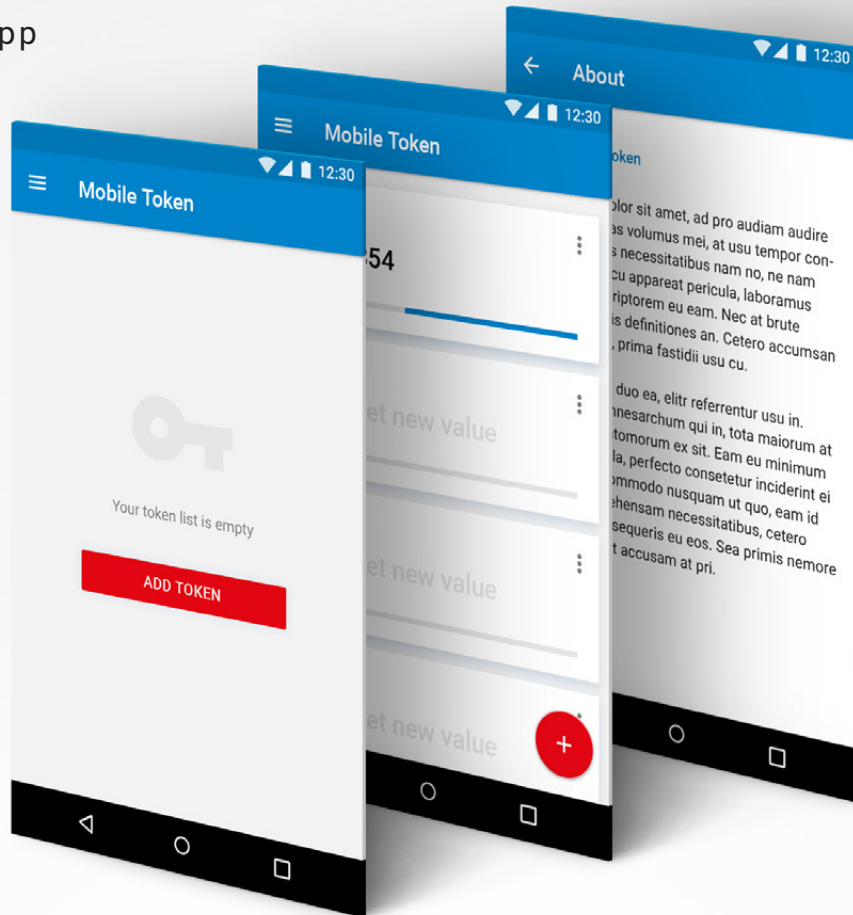 pp
12:30
Mobile Token
Your token list is empty
ADD TOKEN
12:30
Mobile Token
54
et new value
et new value
et new value
+
12:30
About
oken
olor sit amet, ad pro audiam audire
as volumus mei, at usu tempor con-
s necessitatibus nam no, ne nam
cu appareat pericula, laboramus
riptorem eu eam. Nec at brute
is definitiones an. Cetero accumsan
, prima fastidii usu cu.
duo ea, elitr referrentur usu in.
nnesarchum qui in, tota maiorum at
tomorum ex sit. Eam eu minimum
la, perfecto consetetur inciderint ei
ommodo nusquam ut quo, eam id
ehensam necessitatibus, cetero
sequeris eu eos. Sea primis nemore
t accusam at pri.